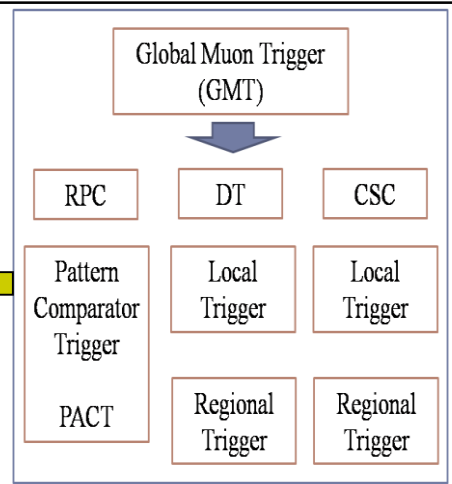 Global Muon Trigger
(GMT)
RPC
DT
CSC
Pattern
Comparator
Trigger
PACT
Local
Trigger
Local
Trigger
Regional
Trigger
Regional
Trigger